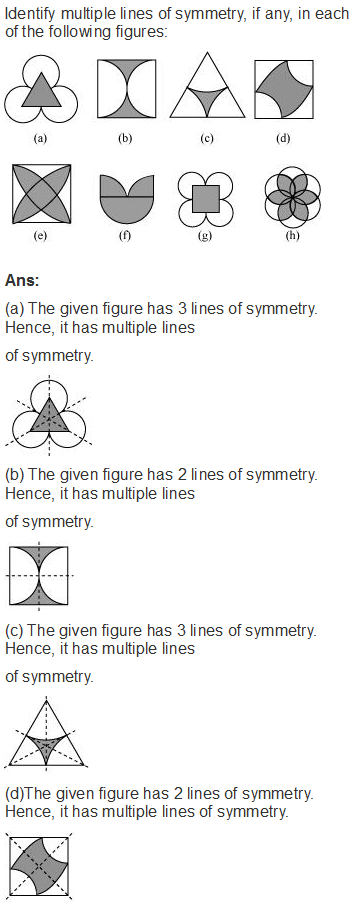 Identify multiple lines of symmetry, if any, in each
of the following figures:
(a) (b) (c) (d)
(e) (f) (g) (h)
Ans:
(a) The given figure has 3 lines of symmetry.
Hence, it has multiple lines
of symmetry.
(b) The given figure has 2 lines of symmetry.
Hence, it has multiple lines
of symmetry.
(c) The given figure has 3 lines of symmetry.
Hence, it has multiple lines
of symmetry.
(d)The given figure has 2 lines of symmetry.
Hence, it has multiple lines of symmetry.